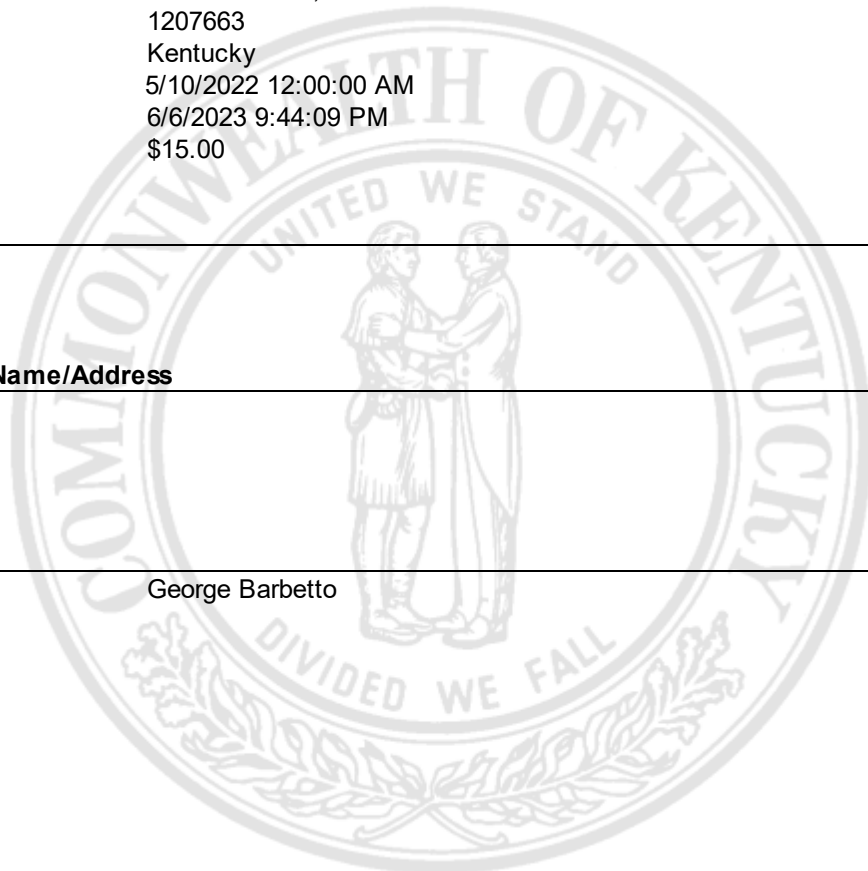 1207663
Kentucky
5/10/2022 12:00:00 AM
6/6/2023 9:44:09 PM
$15.00
COMMONWEALTH OF KENTUCKY
UNITED WE STAND
Name/Address
George Barbetto
DIVIDED WE FALL